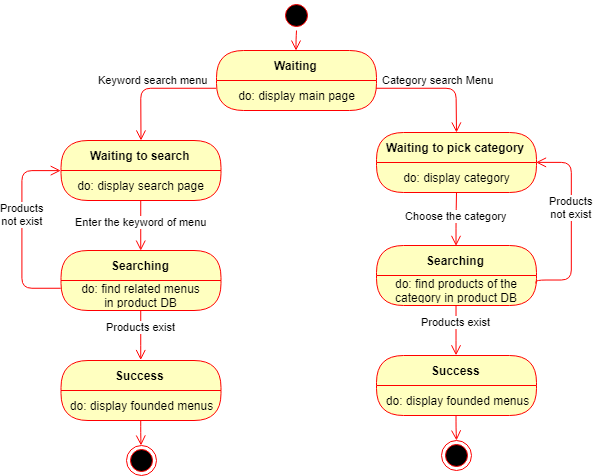 Waiting
do: display main page
Keyword search menu
Category search Menu
Waiting to search
do: display search page
Waiting to pick category
do: display category
Products
not exist
Enter the keyword of menu
Choose the category
Products
not exist
Searching
do: find related menus
in product DB
Searching
do: find products of the
category in product DB
Products exist
Products exist
Success
do: display founded menus
Success
do: display founded menus